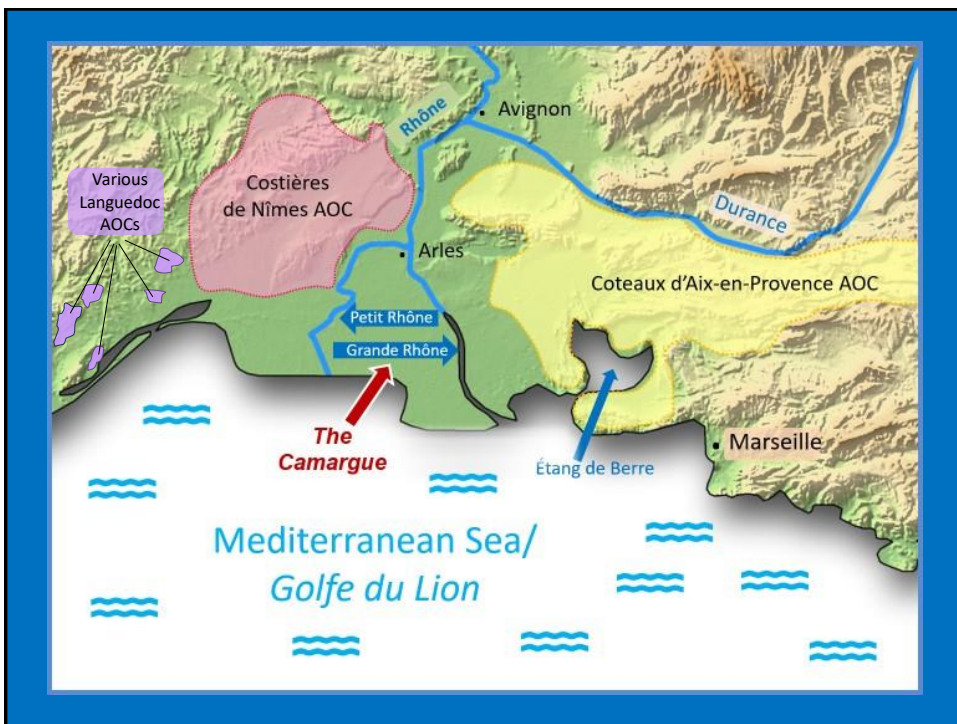 Rhône
Avignon
Various
Languedoc
AOCs
Costières
de Nîmes AOC
Durance
Arles
Coteaux d'Aix-en-Provence AOC
Petit Rhône
Grande Rhône
The
Camargue
Marseille
Étang de Berre
Mediterranean Sea/
Golfe du Lion